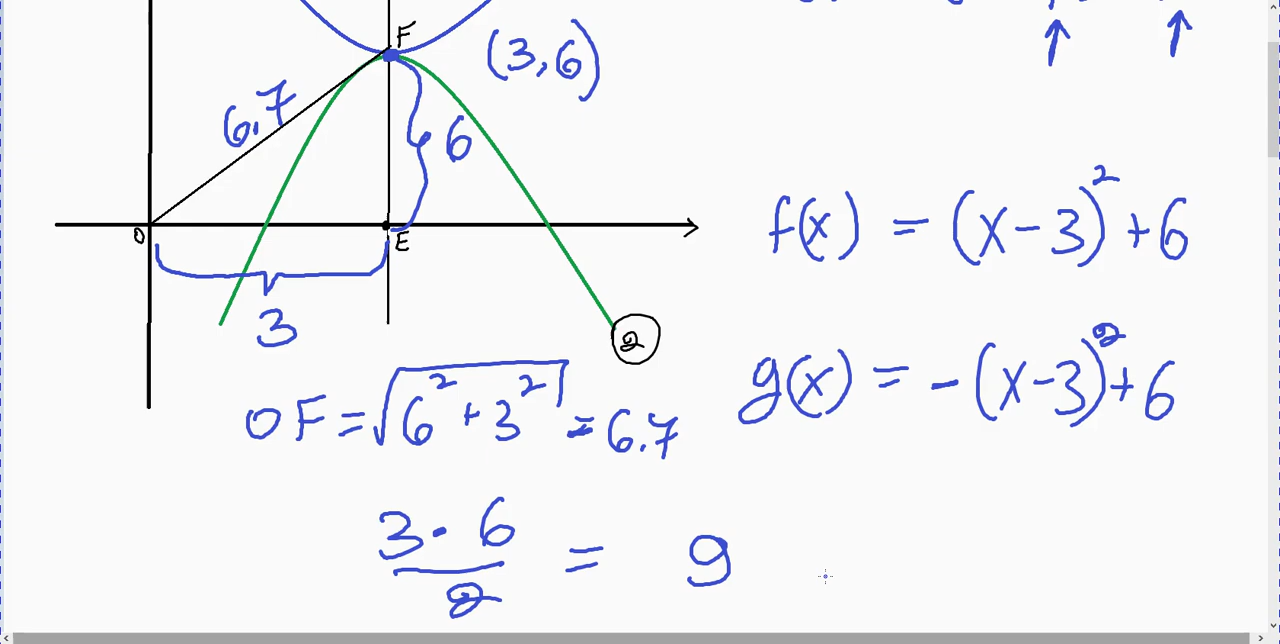 F
(3,6)
6.7
6
f(x) = (x-3)² +6
O
E
3
2
g(x) = -(x-3)² +6
OF = √6² + 3² = 6.7
3 · 6
2
= 9